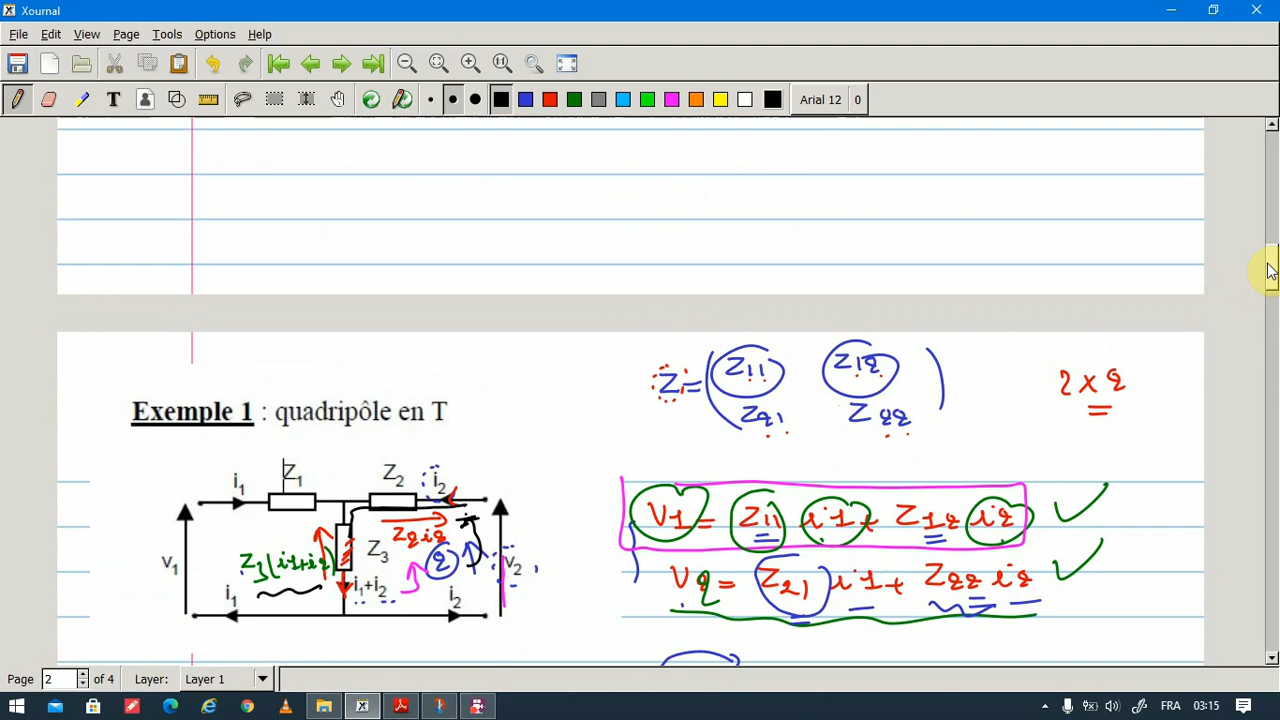 Xournal
File Edit View Page Tools Options Help
Arial 12 0
Z = (Z11 Z12
Z21 Z22)
2 x 2
Exemple 1 : quadripôle en T
i1 Z1 Z2 i2
V1 = Z11 i1 + Z12 i2
Z2 i2
Z3 (i1+i2) Z3 2
v1 v2
i1 i1+i2 i2
V2 = Z21 i1 + Z22 i2
Page 2 of 4 Layer: Layer 1
FRA 03:15